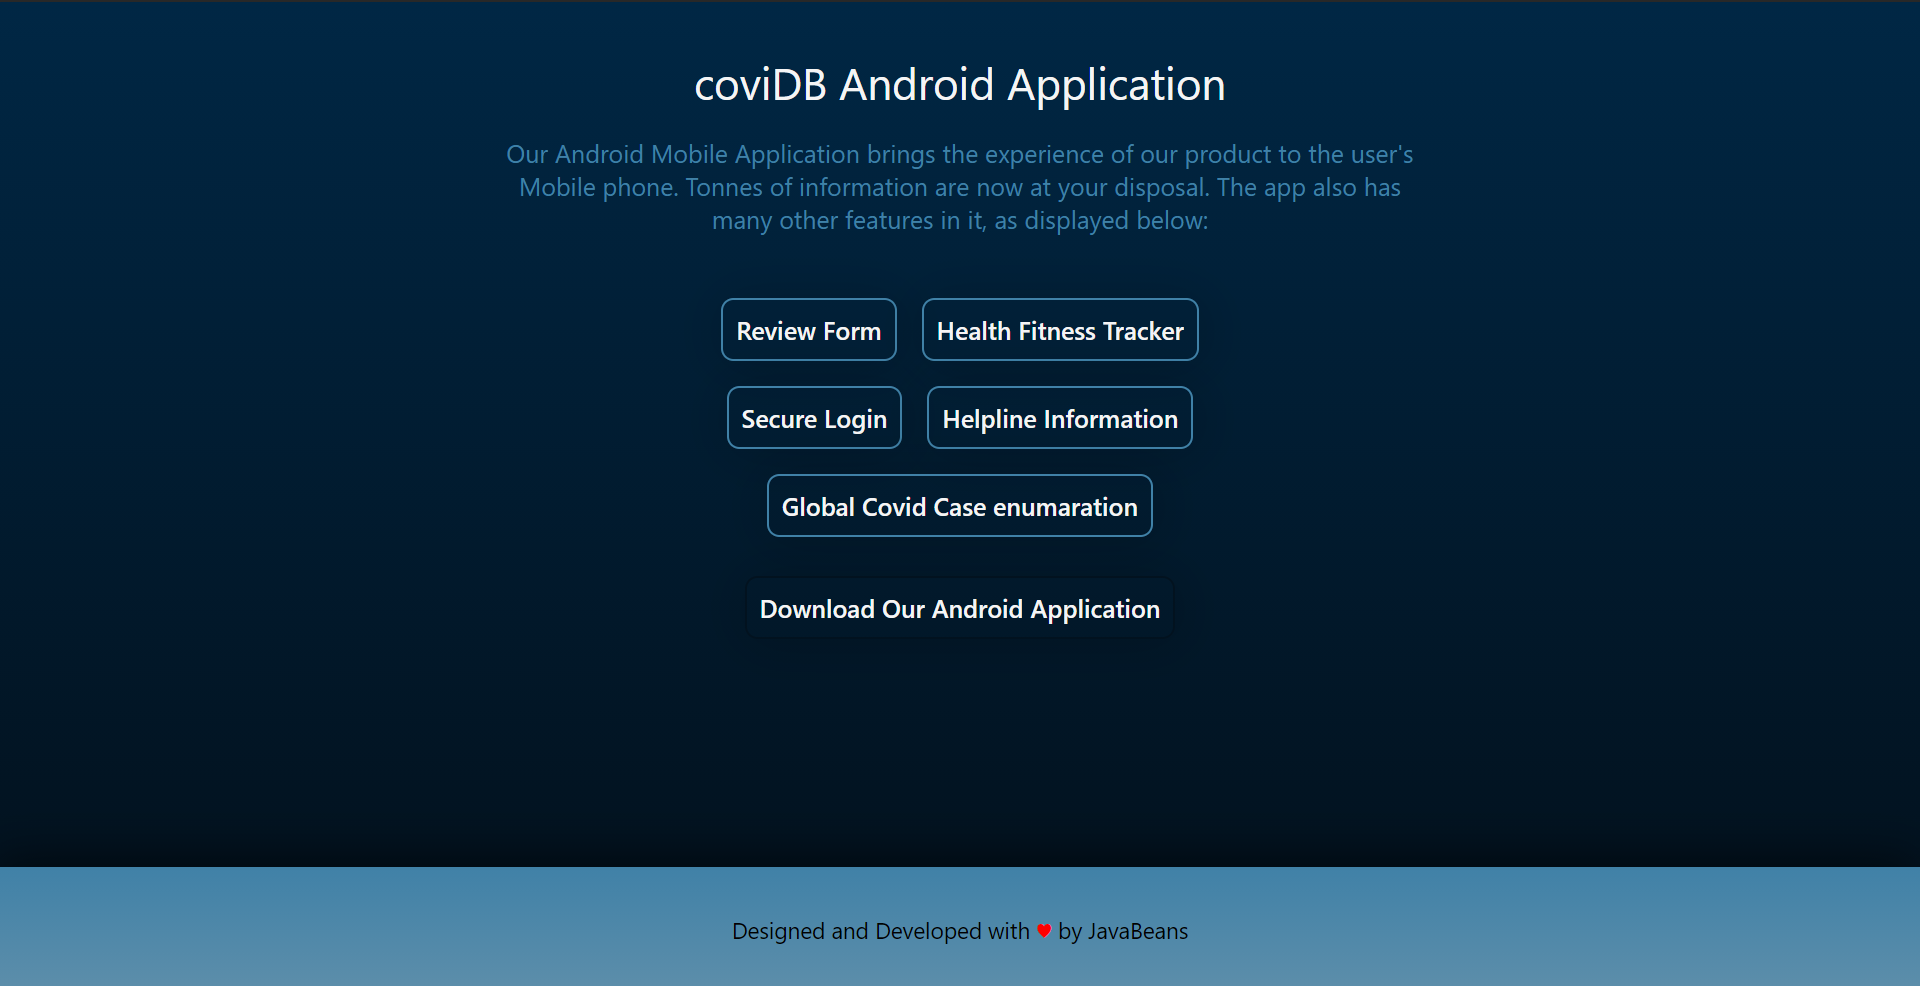 coviDB Android Application
Our Android Mobile Application brings the experience of our product to the user's
Mobile phone. Tonnes of information are now at your disposal. The app also has
many other features in it, as displayed below:
Review Form
Health Fitness Tracker
Secure Login
Helpline Information
Global Covid Case enumaration
Download Our Android Application
Designed and Developed with ♥ by JavaBeans